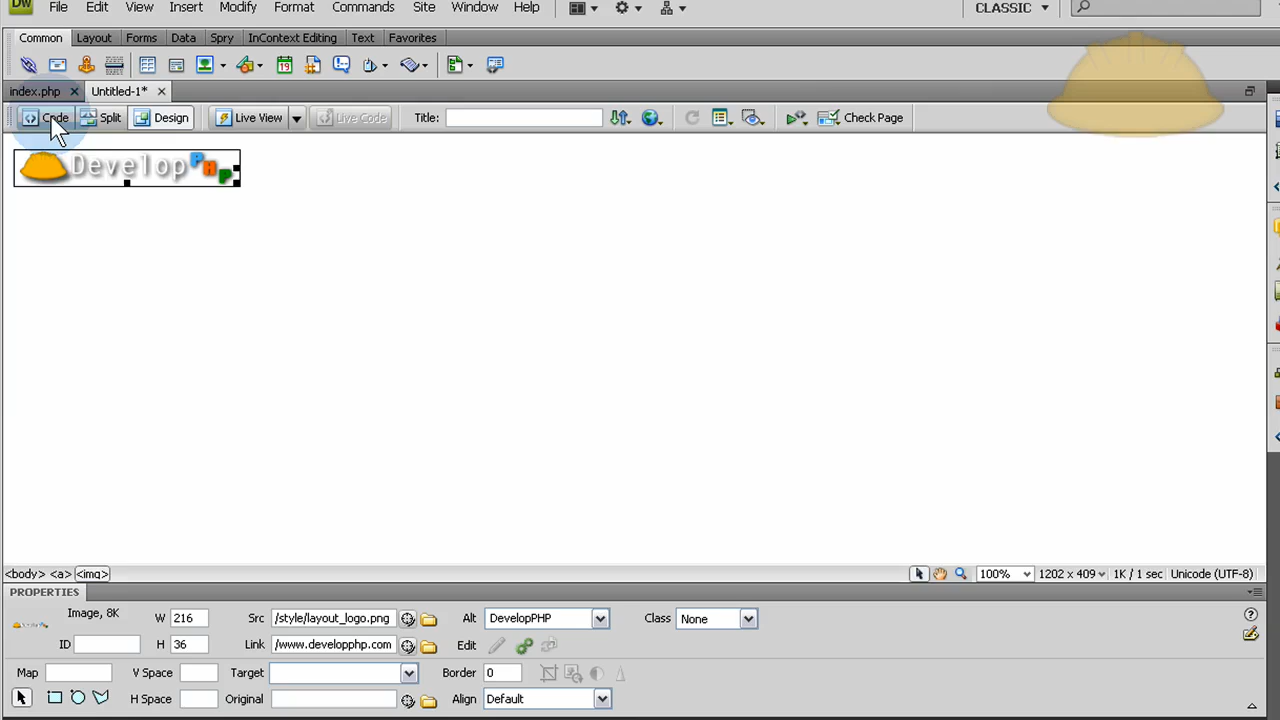 Dw File Edit View Insert Modify Format Commands Site Window Help CLASSIC
Common Layout Forms Data Spry InContext Editing Text Favorites
index.php Untitled-1*
Code Split Design Live View Live Code Title: Check Page
Develop PHP
<body> <a> <img> 100% 1202 x 409 1K / 1 sec Unicode (UTF-8)
PROPERTIES
Image, 8K W 216 Src /style/layout_logo.png Alt DevelopPHP Class None
ID H 36 Link /www.developphp.com Edit
Map V Space Target Border 0
H Space Original Align Default